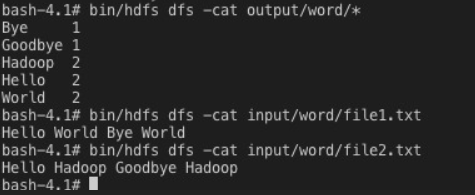 bash-4.1# bin/hdfs dfs -cat output/word/*
Bye     1
Goodbye 1
Hadoop  2
Hello   2
World   2
bash-4.1# bin/hdfs dfs -cat input/word/file1.txt
Hello World Bye World
bash-4.1# bin/hdfs dfs -cat input/word/file2.txt
Hello Hadoop Goodbye Hadoop
bash-4.1#